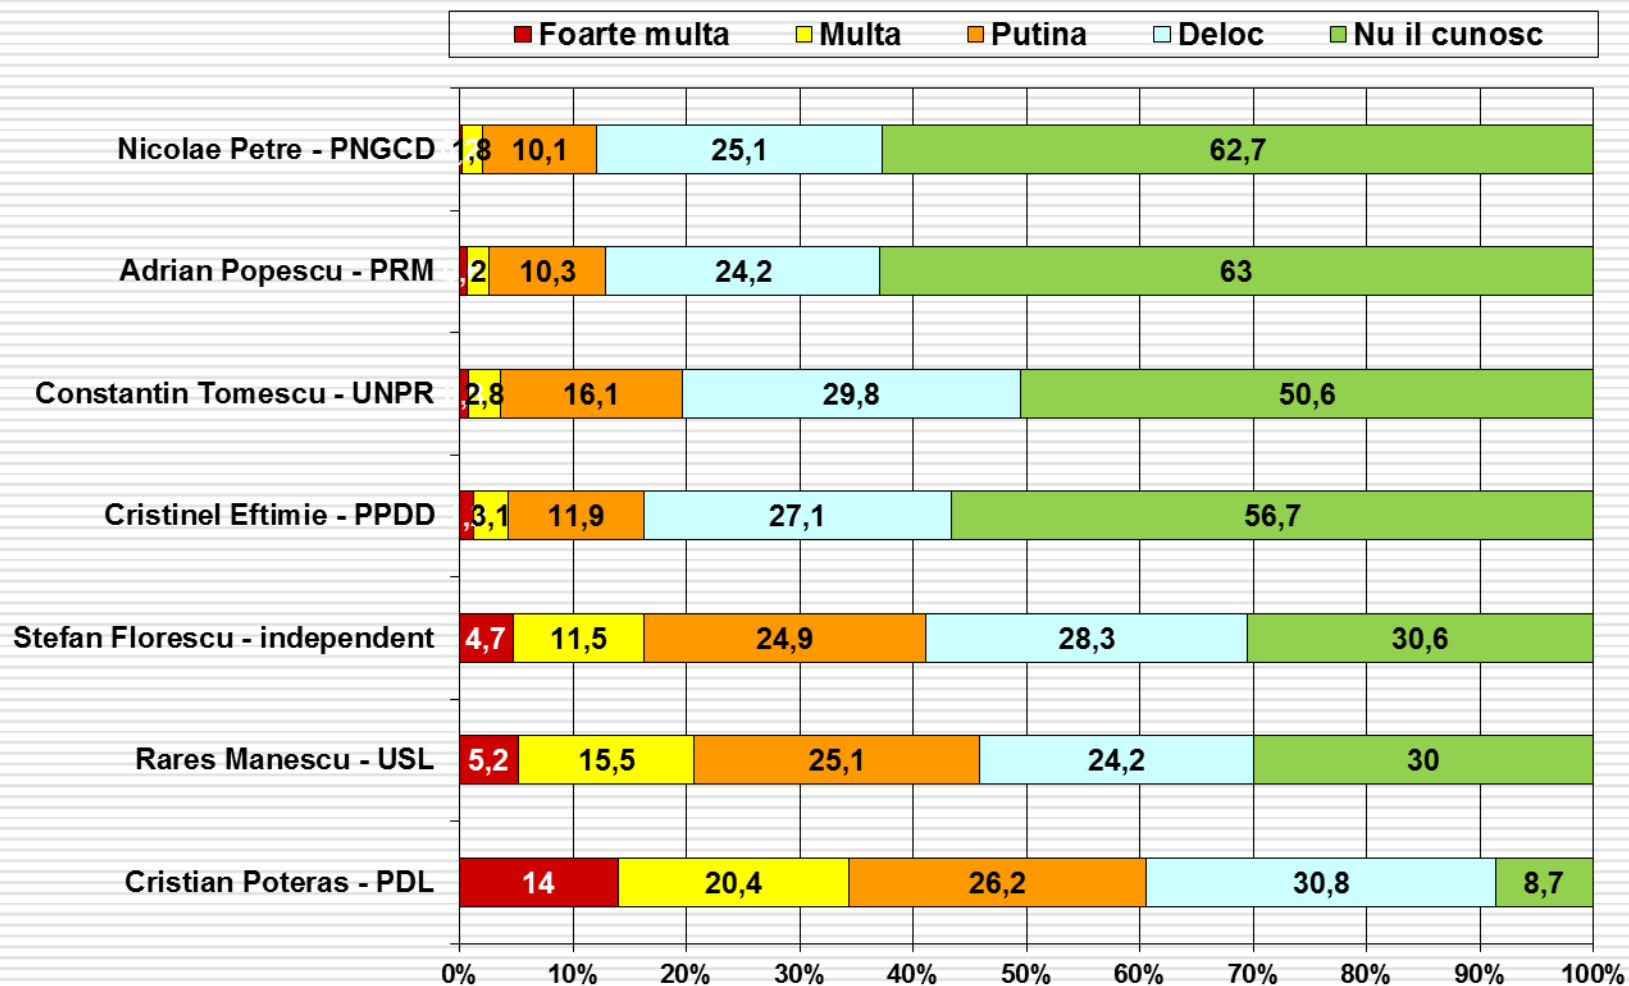 Foarte multa Multa Putina Deloc Nu il cunosc
Nicolae Petre - PNGCD 1,8 10,1 25,1 62,7
Adrian Popescu - PRM 2 10,3 24,2 63
Constantin Tomescu - UNPR 2,8 16,1 29,8 50,6
Cristinel Eftimie - PPDD 3,1 11,9 27,1 56,7
Stefan Florescu - independent 4,7 11,5 24,9 28,3 30,6
Rares Manescu - USL 5,2 15,5 25,1 24,2 30
Cristian Poteras - PDL 14 20,4 26,2 30,8 8,7
0% 10% 20% 30% 40% 50% 60% 70% 80% 90% 100%